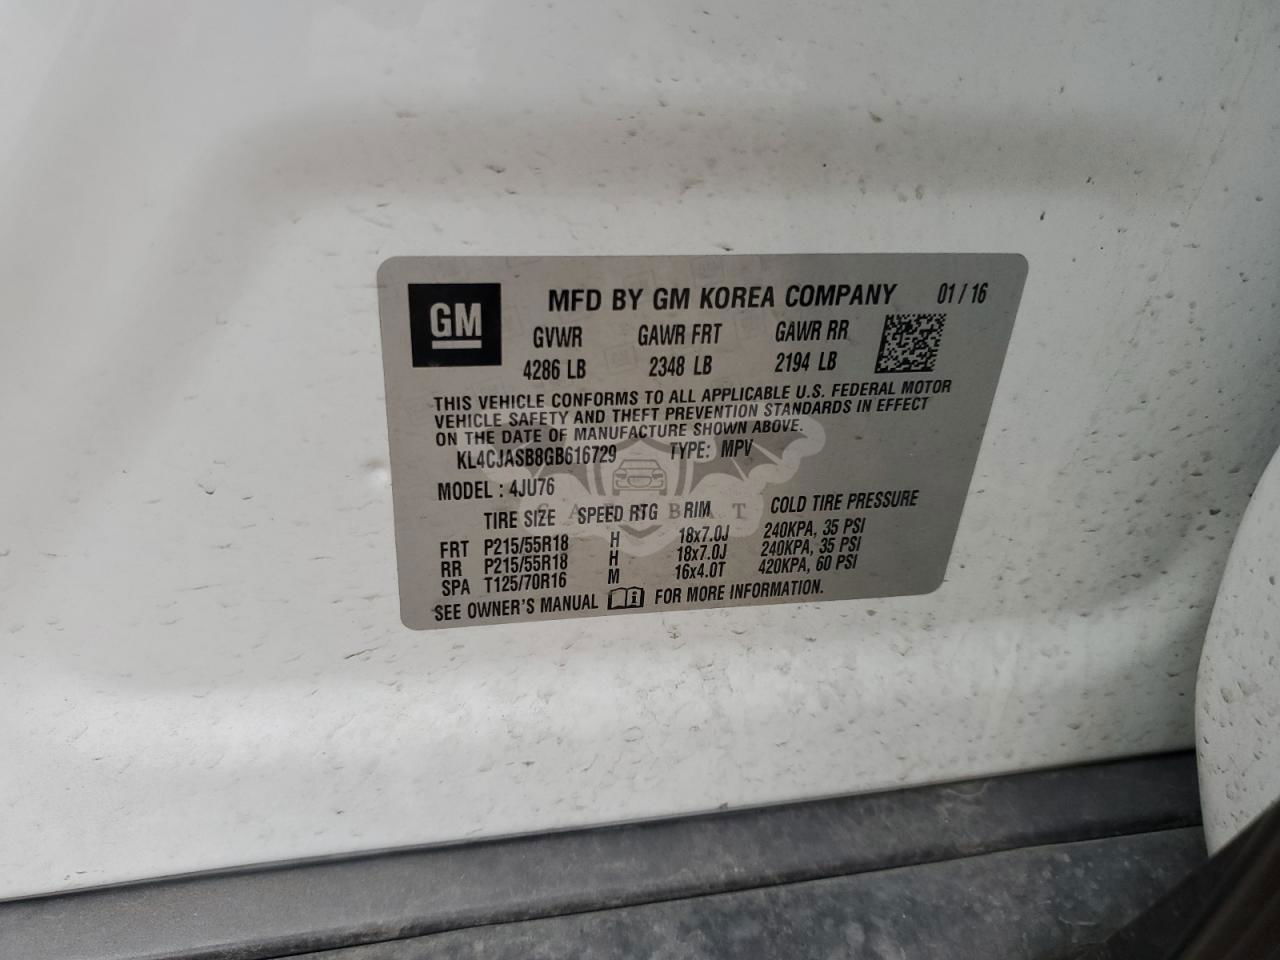 GM MFD BY GM KOREA COMPANY 01 / 16
GVWR GAWR FRT GAWR RR
4286 LB 2348 LB 2194 LB
THIS VEHICLE CONFORMS TO ALL APPLICABLE U.S. FEDERAL MOTOR
VEHICLE SAFETY AND THEFT PREVENTION STANDARDS IN EFFECT
ON THE DATE OF MANUFACTURE SHOWN ABOVE.
KL4CJASB8GB616729 TYPE: MPV
MODEL : 4JU76
TIRE SIZE SPEED RTG RIM COLD TIRE PRESSURE
FRT P215/55R18 H 18x7.0J 240KPA, 35 PSI
RR P215/55R18 H 18x7.0J 240KPA, 35 PSI
SPA T125/70R16 M 16x4.0T 420KPA, 60 PSI
SEE OWNER'S MANUAL FOR MORE INFORMATION.